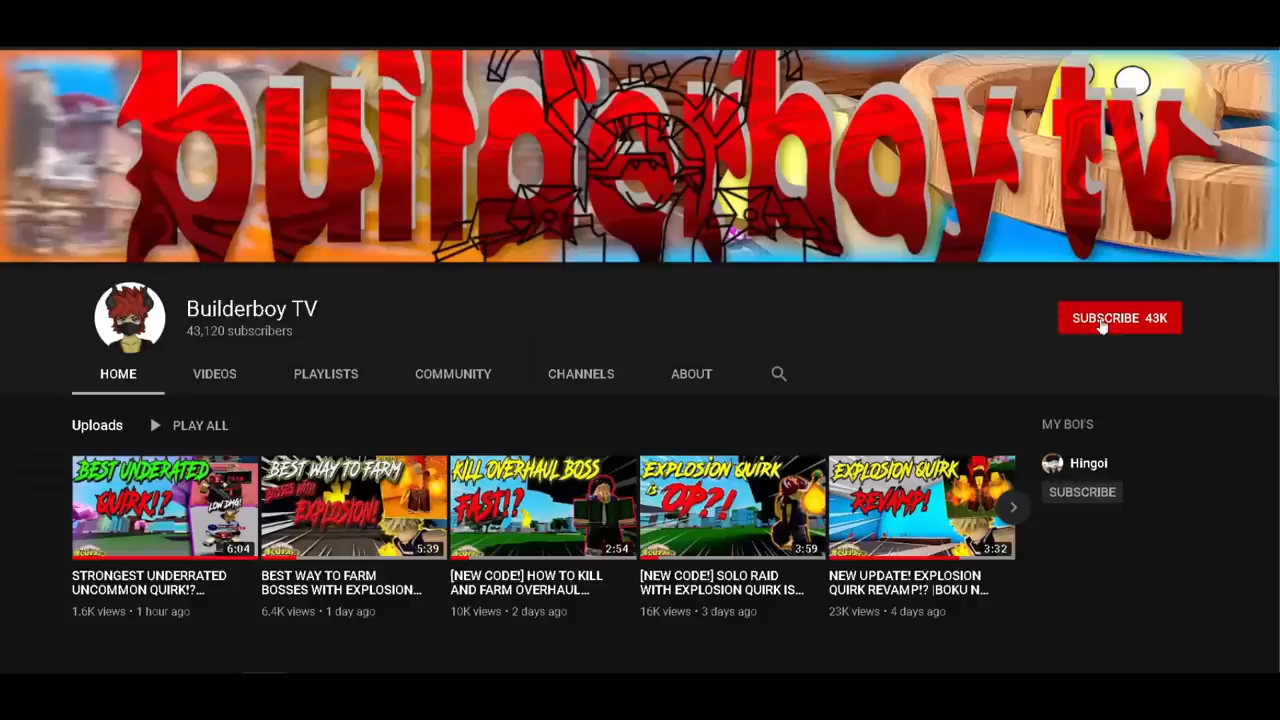 builderboy tv
Builderboy TV
43,120 subscribers
SUBSCRIBE 43K
HOME
VIDEOS
PLAYLISTS
COMMUNITY
CHANNELS
ABOUT
Uploads
PLAY ALL
MY BOI'S
Hingoi
SUBSCRIBE
BEST UNDERATED
QUIRK!?
LOW DMG!
6:04
STRONGEST UNDERRATED
UNCOMMON QUIRK!?...
1.6K views • 1 hour ago
BEST WAY TO FARM
BOSSES WITH
EXPLOSION!
5:39
BEST WAY TO FARM
BOSSES WITH EXPLOSION...
6.4K views • 1 day ago
KILL OVERHAUL BOSS
FAST!?
2:54
[NEW CODE!] HOW TO KILL
AND FARM OVERHAUL...
10K views • 2 days ago
EXPLOSION QUIRK
is OP?!
3:59
[NEW CODE!] SOLO RAID
WITH EXPLOSION QUIRK IS...
16K views • 3 days ago
EXPLOSION QUIRK
REVAMP!
3:32
NEW UPDATE! EXPLOSION
QUIRK REVAMP!? |BOKU N...
23K views • 4 days ago